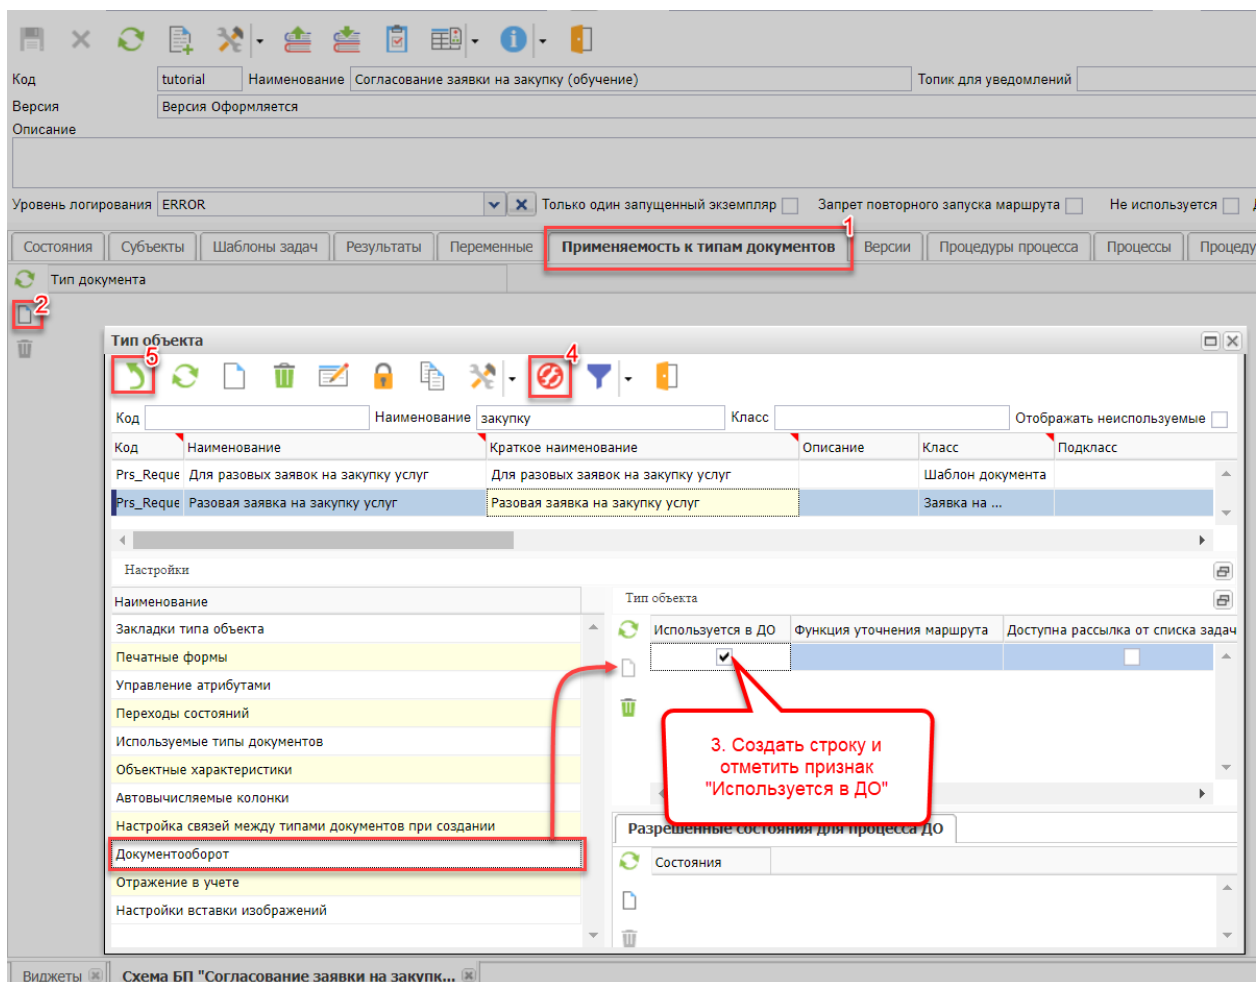 Код tutorial Наименование Согласование заявки на закупку (обучение) Топик для уведомлений
Версия Версия Оформляется
Описание
Уровень логирования ERROR Только один запущенный экземпляр Запрет повторного запуска маршрута Не используется
1
Состояния Субъекты Шаблоны задач Результаты Переменные Применяемость к типам документов Версии Процедуры процесса Процессы Процеду
Тип документа
2
Тип объекта
5 4
Код Наименование закупку Класс Отображать неиспользуемые
Код Наименование Краткое наименование Описание Класс Подкласс
Prs_Reque Для разовых заявок на закупку услуг Для разовых заявок на закупку услуг Шаблон документа
Prs_Reque Разовая заявка на закупку услуг Разовая заявка на закупку услуг Заявка на ...
Настройки
Наименование Тип объекта
Закладки типа объекта Используется в ДО Функция уточнения маршрута Доступна рассылка от списка задач
Печатные формы
Управление атрибутами
Переходы состояний
Используемые типы документов
Объектные характеристики
Автовычисляемые колонки
3. Создать строку и
отметить признак
"Используется в ДО"
Настройка связей между типами документов при создании Разрешенные состояния для процесса ДО
Документооборот Состояния
Отражение в учете
Настройки вставки изображений
Виджеты Схема БП "Согласование заявки на закупк...